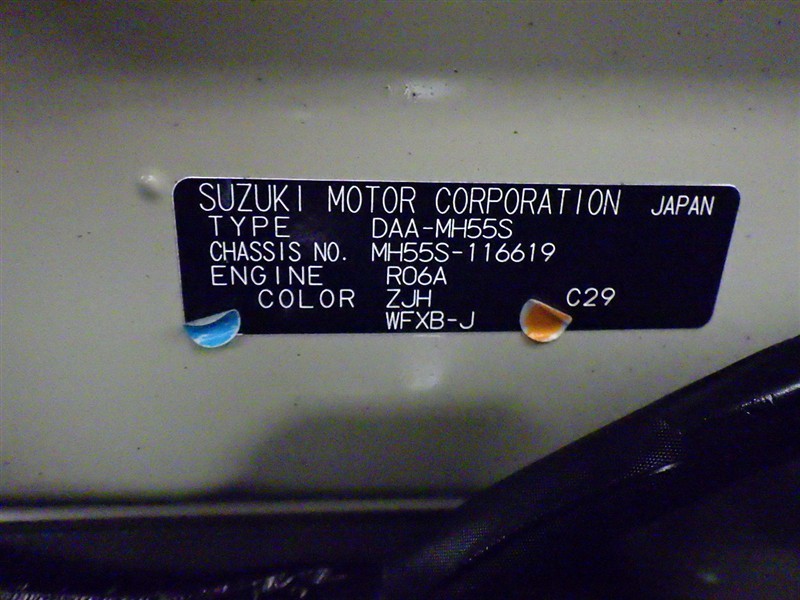 SUZUKI MOTOR CORPORATION JAPAN
TYPE DAA-MH55S
CHASSIS NO. MH55S-116619
ENGINE R06A
COLOR ZJH C29
WFXB-J